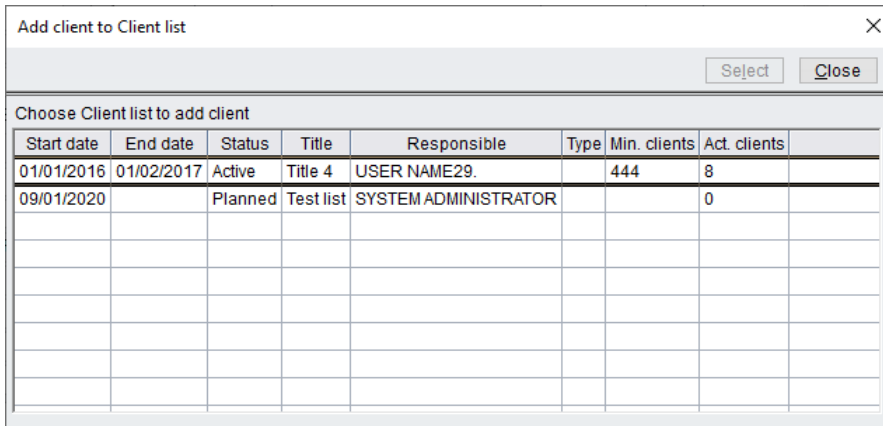 Add client to Client list
Select Close
Choose Client list to add client
Start date End date Status Title Responsible Type Min. clients Act. clients
01/01/2016 01/02/2017 Active Title 4 USER NAME29. 444 8
09/01/2020 Planned Test list SYSTEM ADMINISTRATOR 0